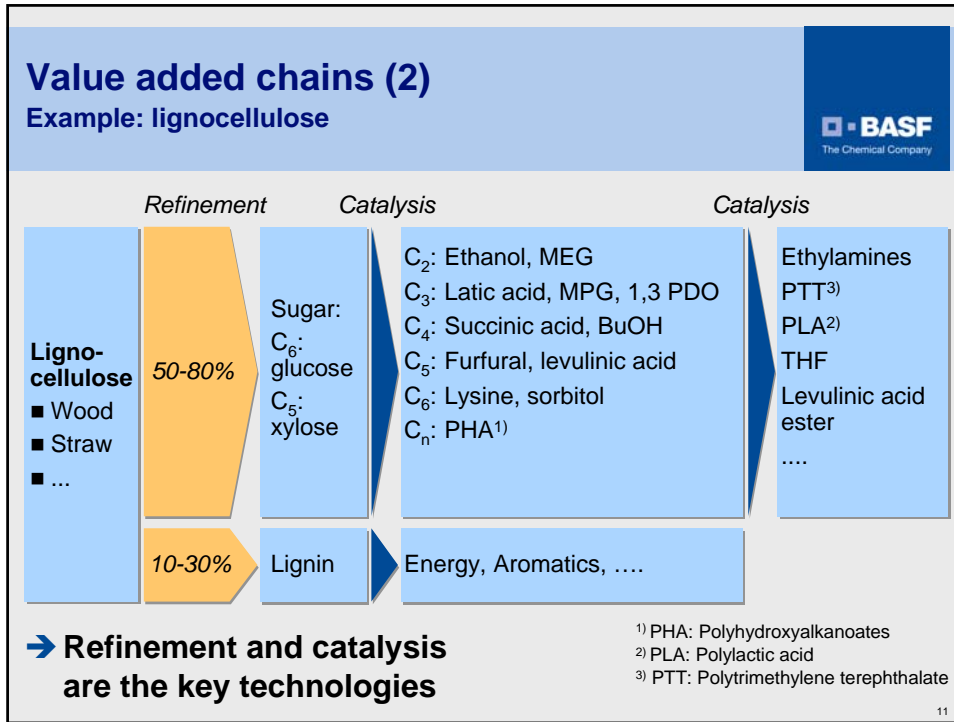 Value added chains (2)
Example: lignocellulose
BASF
The Chemical Company
Refinement
Catalysis
Catalysis
Ligno-
cellulose
■ Wood
■ Straw
■ ...
50-80%
Sugar:
C₆:
glucose
C₅:
xylose
C₂: Ethanol, MEG
C₃: Latic acid, MPG, 1,3 PDO
C₄: Succinic acid, BuOH
C₅: Furfural, levulinic acid
C₆: Lysine, sorbitol
Cₙ: PHA¹⁾
Ethylamines
PTT³⁾
PLA²⁾
THF
Levulinic acid
ester
....
10-30%
Lignin
Energy, Aromatics, ….
➔ Refinement and catalysis
are the key technologies
¹⁾ PHA: Polyhydroxyalkanoates
²⁾ PLA: Polylactic acid
³⁾ PTT: Polytrimethylene terephthalate
11